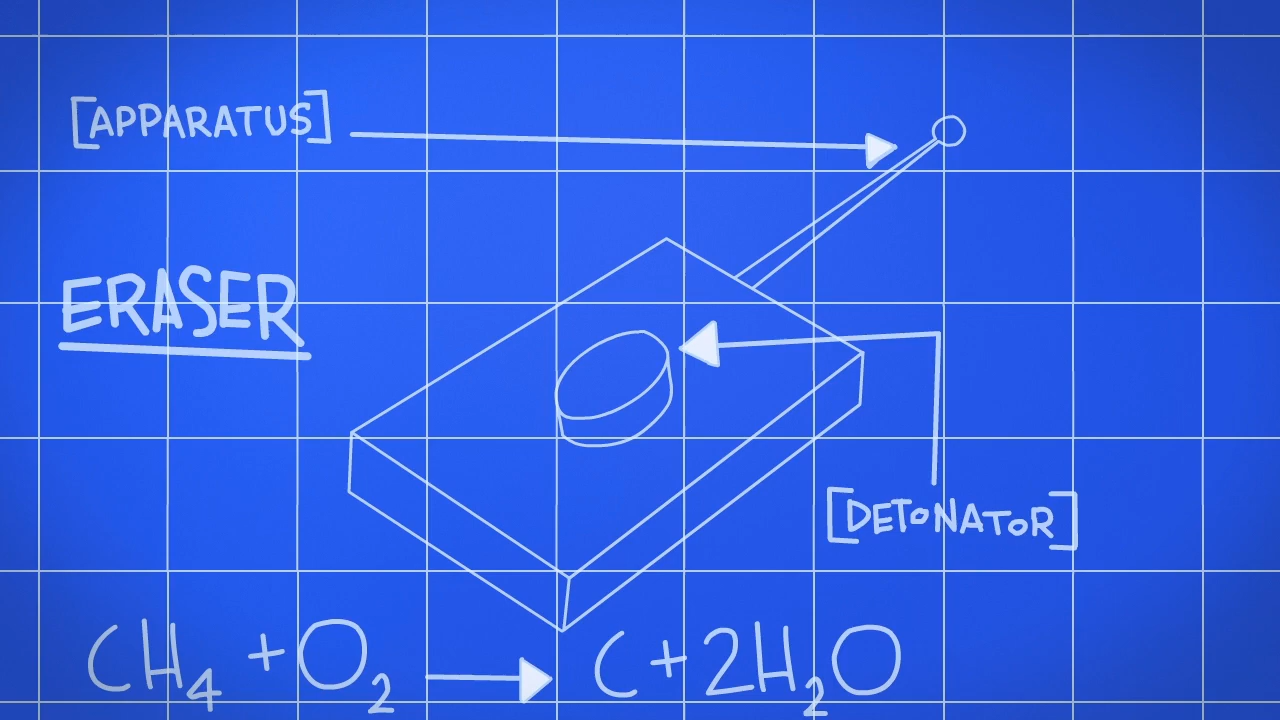 [APPARATUS]
ERASER
[DETONATOR]
CH₄ + O₂ → C + 2H₂O